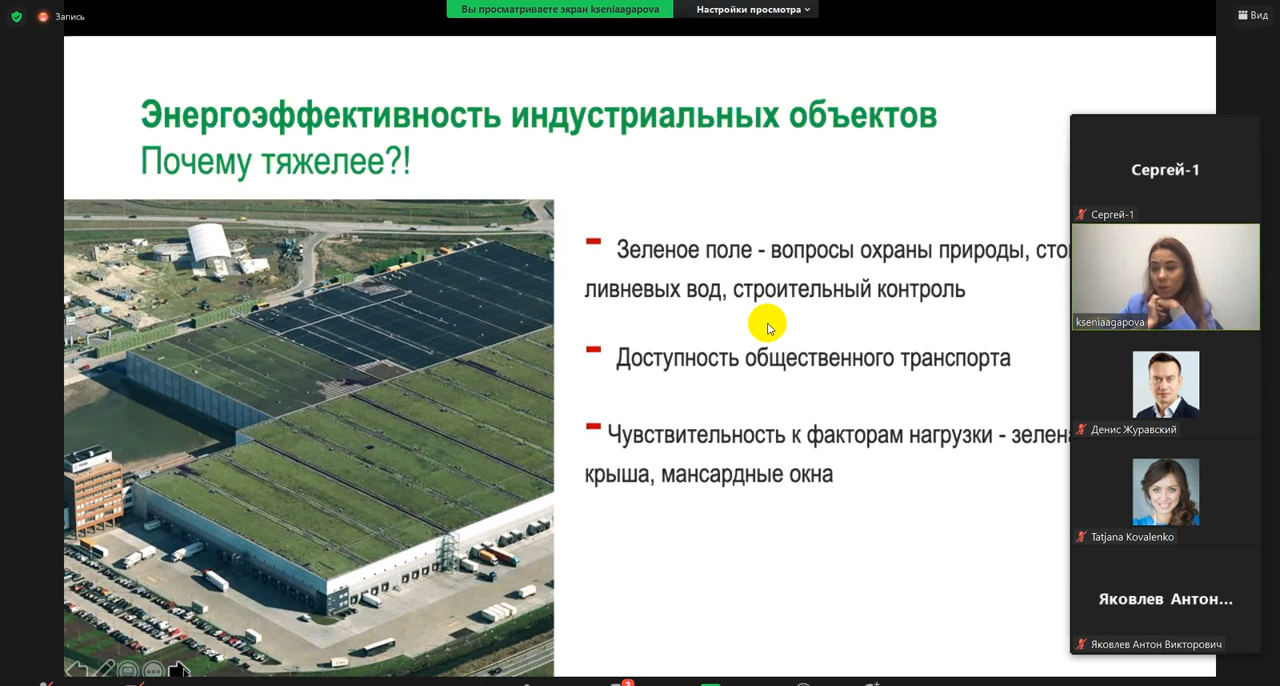 Запись
Вы просматриваете экран kseniaagapova
Настройки просмотра
Вид
Энергоэффективность индустриальных объектов
Почему тяжелее?!
Зеленое поле - вопросы охраны природы,
ливневых вод, строительный контроль
Доступность общественного транспорта
Чувствительность к факторам нагрузки -
крыша, мансардные окна
Сергей-1
Сергей-1
kseniaagapova
Денис Журавский
Tatjana Kovalenko
Яковлев Антон...
Яковлев Антон Викторович